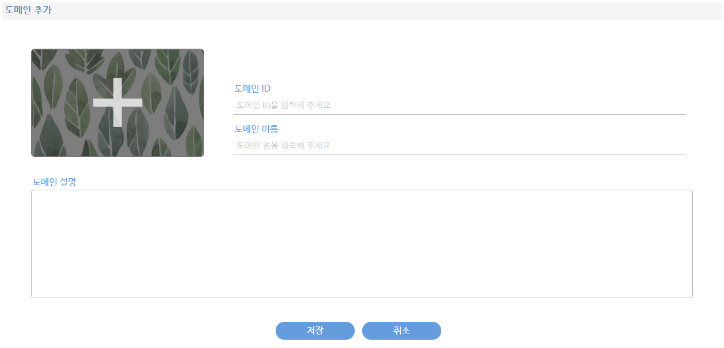 도메인 추가
도메인 ID
도메인 ID을 입력해 주세요
도메인 이름
도메인 명을 입력해 주세요
도메인 설명
저장
취소